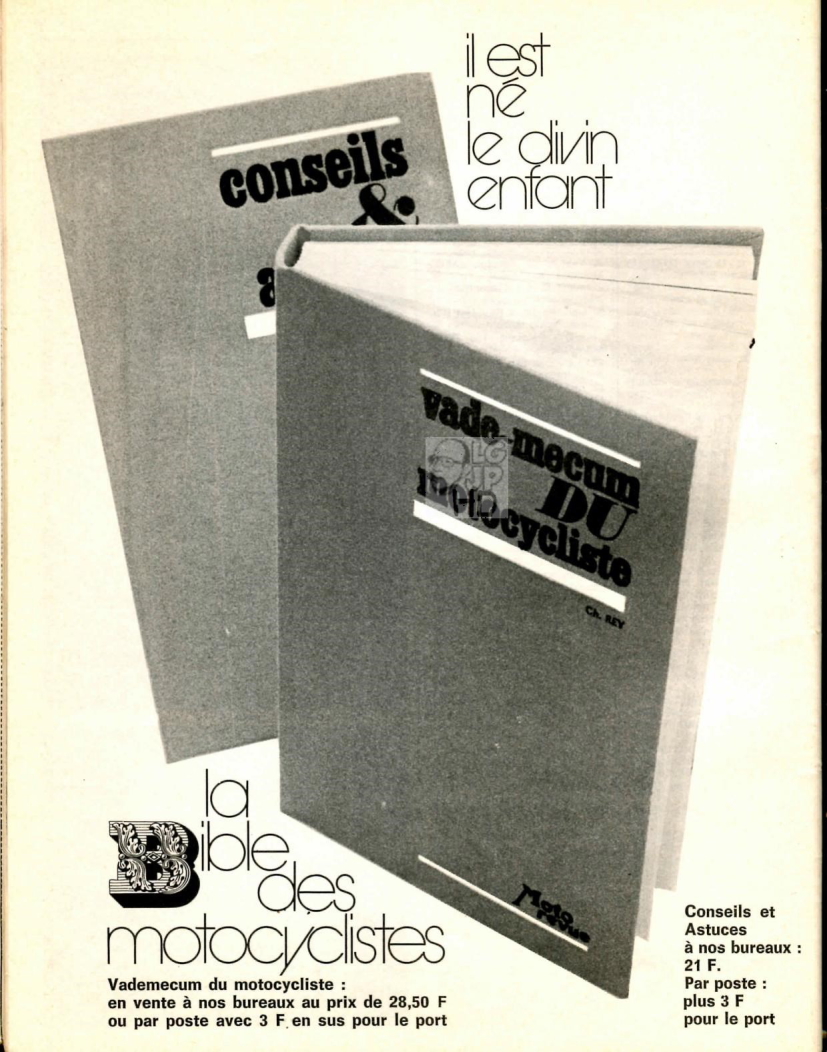 il est
né
le divin
enfant
conseils
&
a
vade-mecum
DU
motocycliste
Ch. REY
LG
JP
Moto
revue
la
Bible
des
motocyclistes
Vademecum du motocycliste :
en vente à nos bureaux au prix de 28,50 F
ou par poste avec 3 F en sus pour le port
Conseils et
Astuces
à nos bureaux :
21 F.
Par poste :
plus 3 F
pour le port